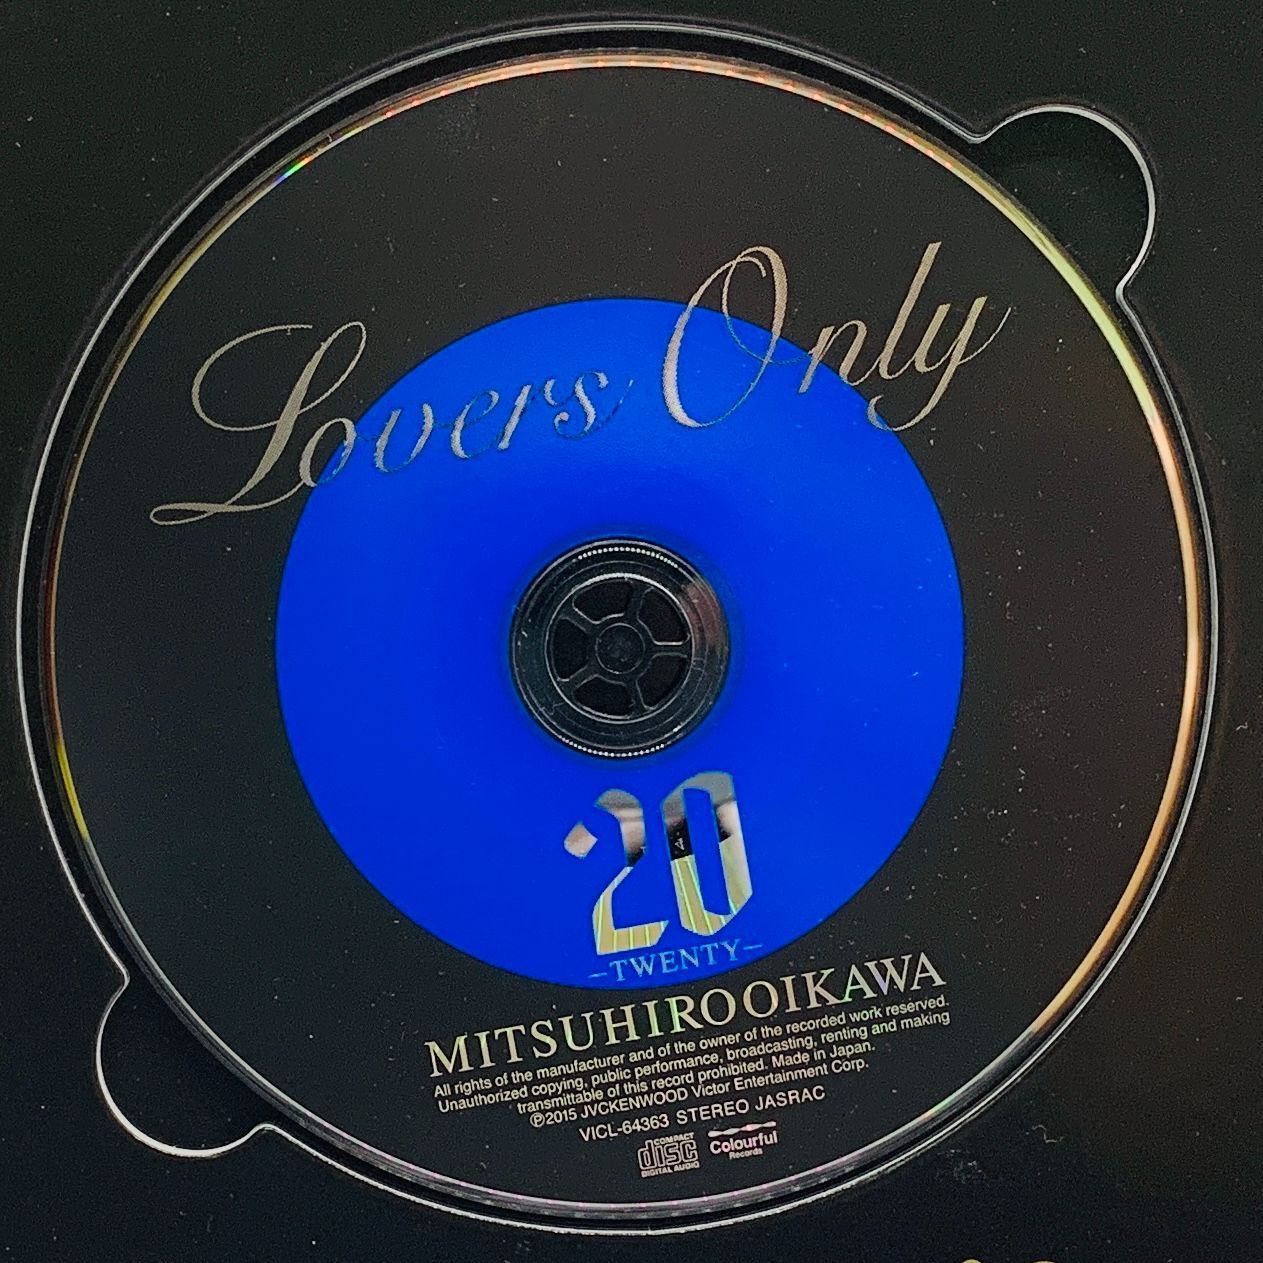 Lovers Only
20
-TWENTY-
MITSUHIRO OIKAWA
All rights of the manufacturer and of the owner of the recorded work reserved.
Unauthorized copying, public performance, broadcasting, renting and making
transmittable of this record prohibited. Made in Japan.
℗2015 JVCKENWOOD Victor Entertainment Corp.
VICL-64363 STEREO JASRAC
COMPACT
disc
DIGITAL AUDIO
Colourful
Records